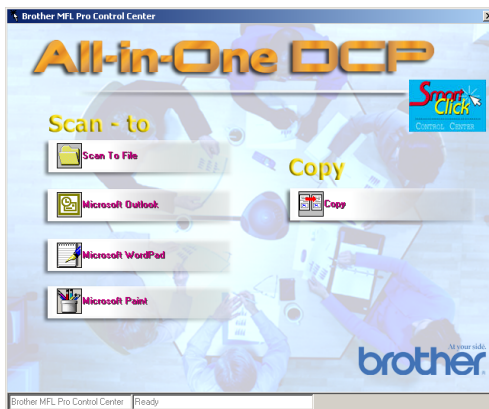 Brother MFL Pro Control Center
All-in-One DCP
Smart Click
CONTROL CENTER
Scan - to
Scan To File
Microsoft Outlook
Microsoft WordPad
Microsoft Paint
Copy
Copy
At your side.
brother.
Brother MFL Pro Control Center
Ready